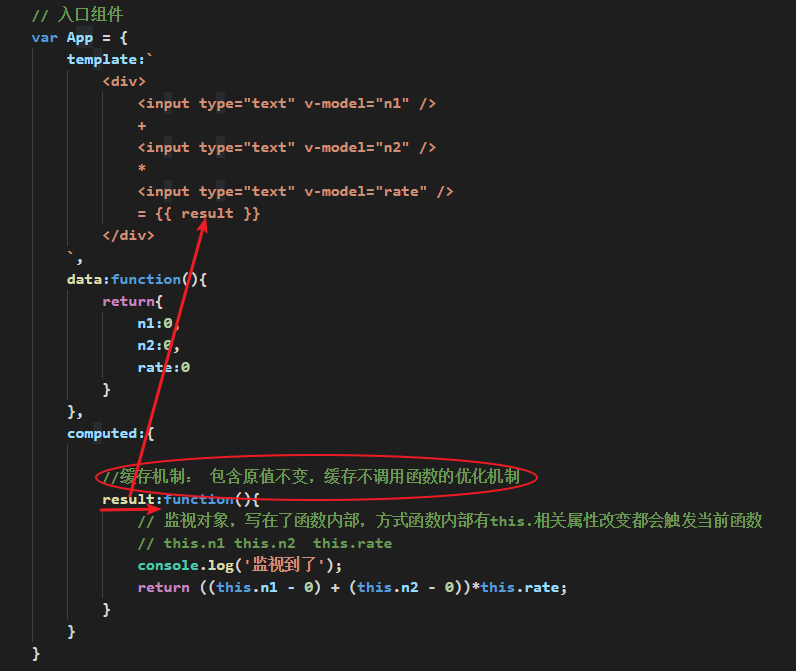 // 入口组件
var App = {
template:`
<div>
<input type="text" v-model="n1" />
+
<input type="text" v-model="n2" />
*
<input type="text" v-model="rate" />
= {{ result }}
</div>
`,
data:function(){
return{
n1:0,
n2:0,
rate:0
}
},
computed:{
//缓存机制： 包含原值不变，缓存不调用函数的优化机制
result:function(){
// 监视对象，写在了函数内部，方式函数内部有this.相关属性改变都会触发当前函数
// this.n1 this.n2  this.rate
console.log('监视到了');
return ((this.n1 - 0) + (this.n2 - 0))*this.rate;
}
}
}